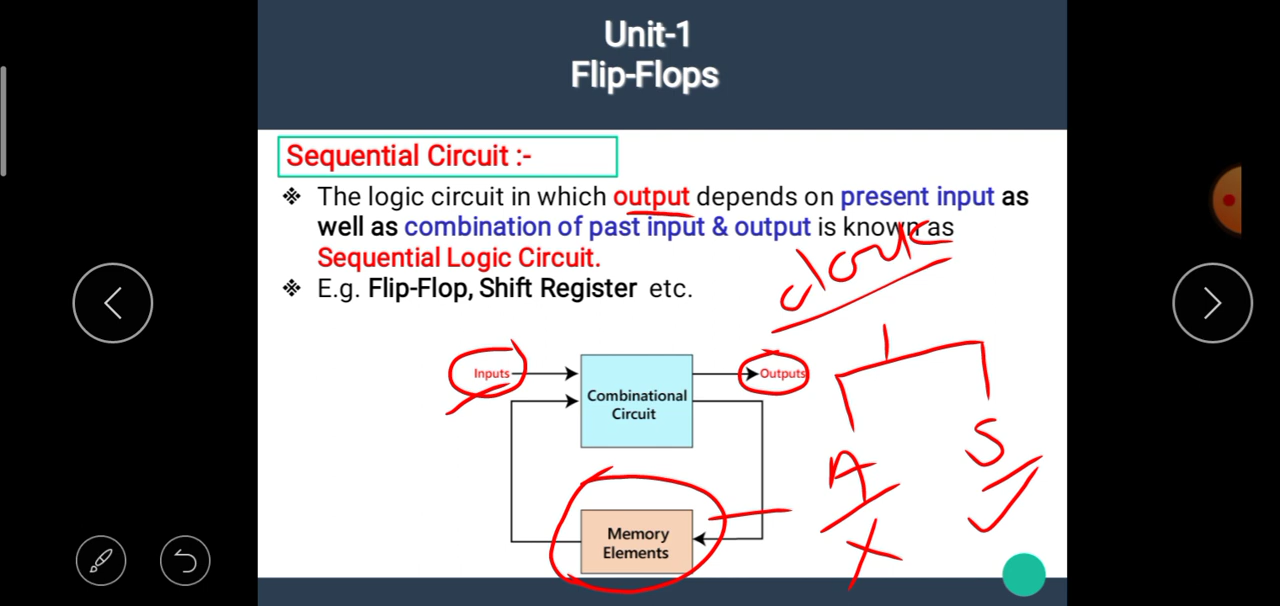 Unit-1
Flip-Flops
Sequential Circuit :-
❖ The logic circuit in which output depends on present input as
well as combination of past input & output is known as
Sequential Logic Circuit.
❖ E.g. Flip-Flop, Shift Register etc.
clock
Inputs
Combinational
Circuit
Outputs
Memory
Elements
A
S